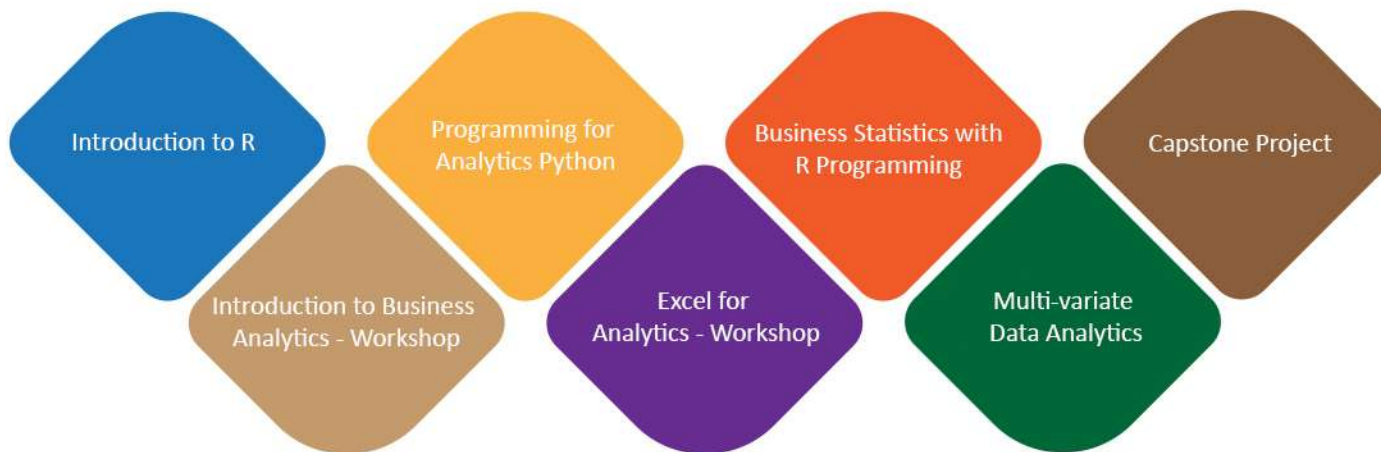 Introduction to R
Introduction to Business
Analytics - Workshop
Programming for
Analytics Python
Excel for
Analytics - Workshop
Business Statistics with
R Programming
Multi-variate
Data Analytics
Capstone Project